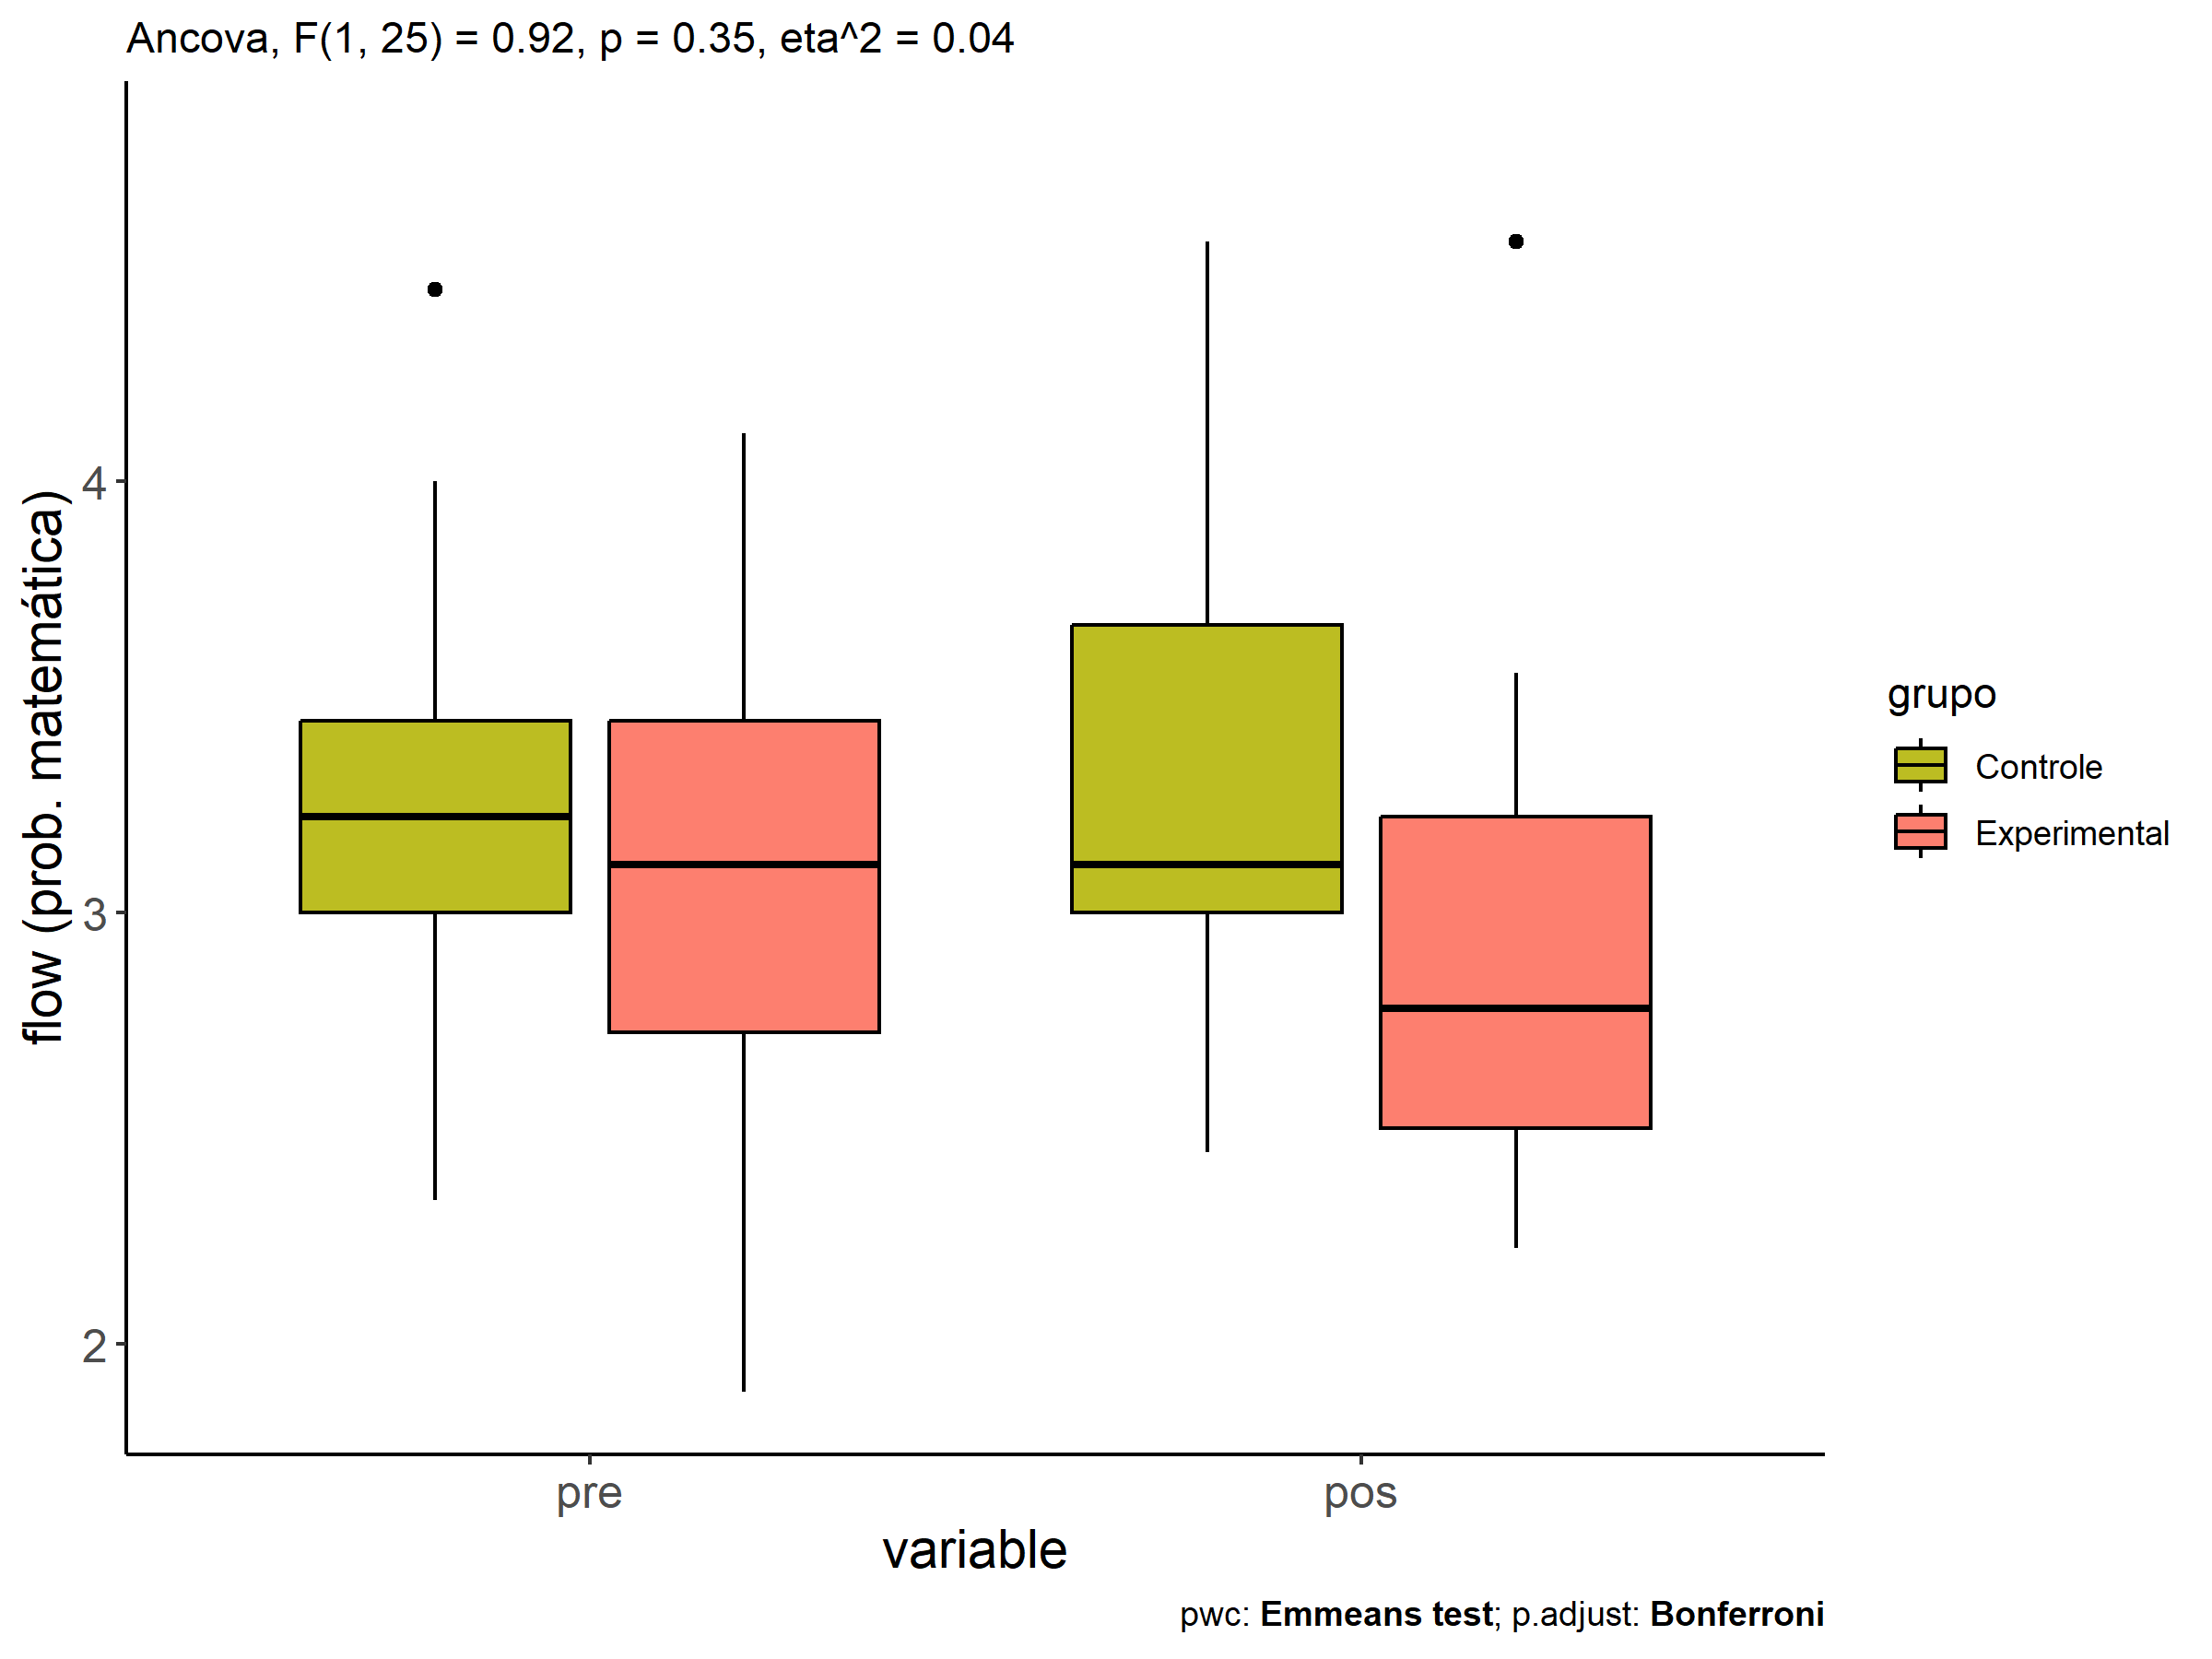 Ancova, F(1, 25) = 0.92, p = 0.35, eta^2 = 0.04
flow (prob. matemática)
4
3
2
pre
pos
variable
grupo
Controle
Experimental
pwc: Emmeans test; p.adjust: Bonferroni